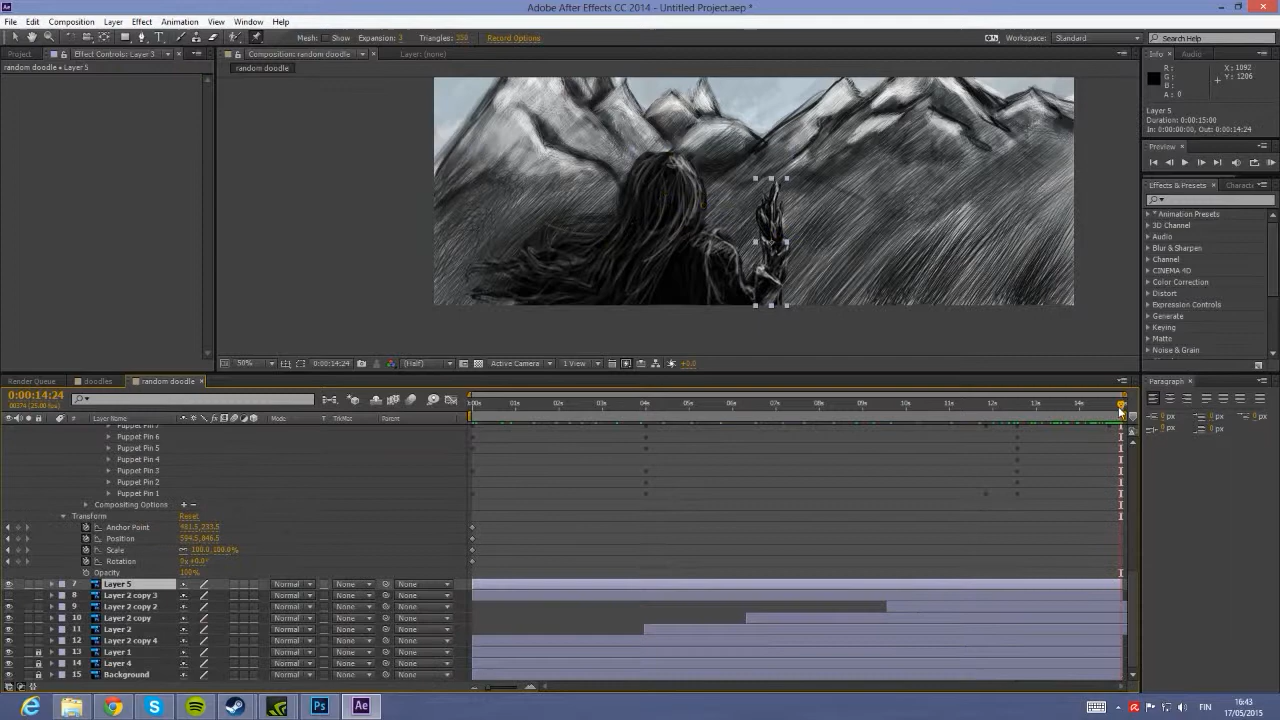 Adobe After Effects CC 2014 - Untitled Project.aep *
File Edit Composition Layer Effect Animation View Window Help
Mesh: Show Expansion: 3 Triangles: 350 Record Options
Workspace: Standard Search Help
Project Effect Controls: Layer 3
Composition: random doodle Layer: (none)
Info Audio
random doodle • Layer 5
random doodle
R: X: 1092
G: Y: 1206
B:
A: 0
Layer 5
Duration: 0:00:15:00
In: 0:00:00:00, Out: 0:00:14:24
Preview
Effects & Presets Charact
* Animation Presets
3D Channel
Audio
Blur & Sharpen
Channel
CINEMA 4D
Color Correction
Distort
Expression Controls
Generate
Keying
Matte
Noise & Grain
50% 0:00:14:24 (Half) Active Camera 1 View +0.0
Render Queue doodles random doodle
Paragraph
0:00:14:24
00374 (25.00 fps)
:00s 01s 02s 03s 04s 05s 06s 07s 08s 09s 10s 11s 12s 13s 14s
0 px 0 px
0 px 0 px
0 px
# Layer Name Mode T TrkMat Parent
Puppet Pin 7
Puppet Pin 6
Puppet Pin 5
Puppet Pin 4
Puppet Pin 3
Puppet Pin 2
Puppet Pin 1
Compositing Options + –
Transform Reset
Anchor Point 481.5,233.5
Position 594.5,846.5
Scale 100.0,100.0%
Rotation 0x+0.0°
Opacity 100%
7 Layer 5 Normal None None
8 Layer 2 copy 3 Normal None None
9 Layer 2 copy 2 Normal None None
10 Layer 2 copy Normal None None
11 Layer 2 Normal None None
12 Layer 2 copy 4 Normal None None
13 Layer 1 Normal None None
14 Layer 4 Normal None None
15 Background Normal None None
Ps Ae
FIN
16:43
17/05/2015